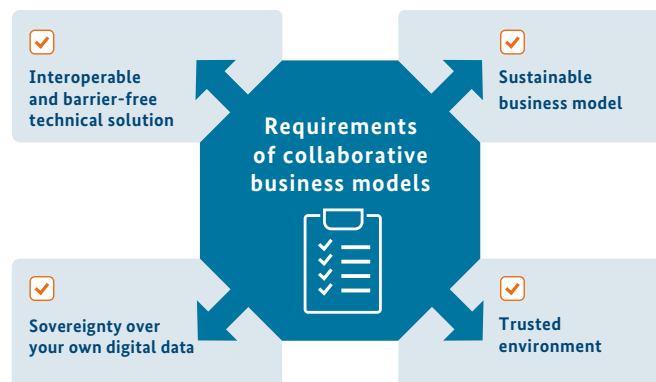 Interoperable
and barrier-free
technical solution
Sustainable
business model
Requirements
of collaborative
business models
Sovereignty over
your own digital data
Trusted
environment